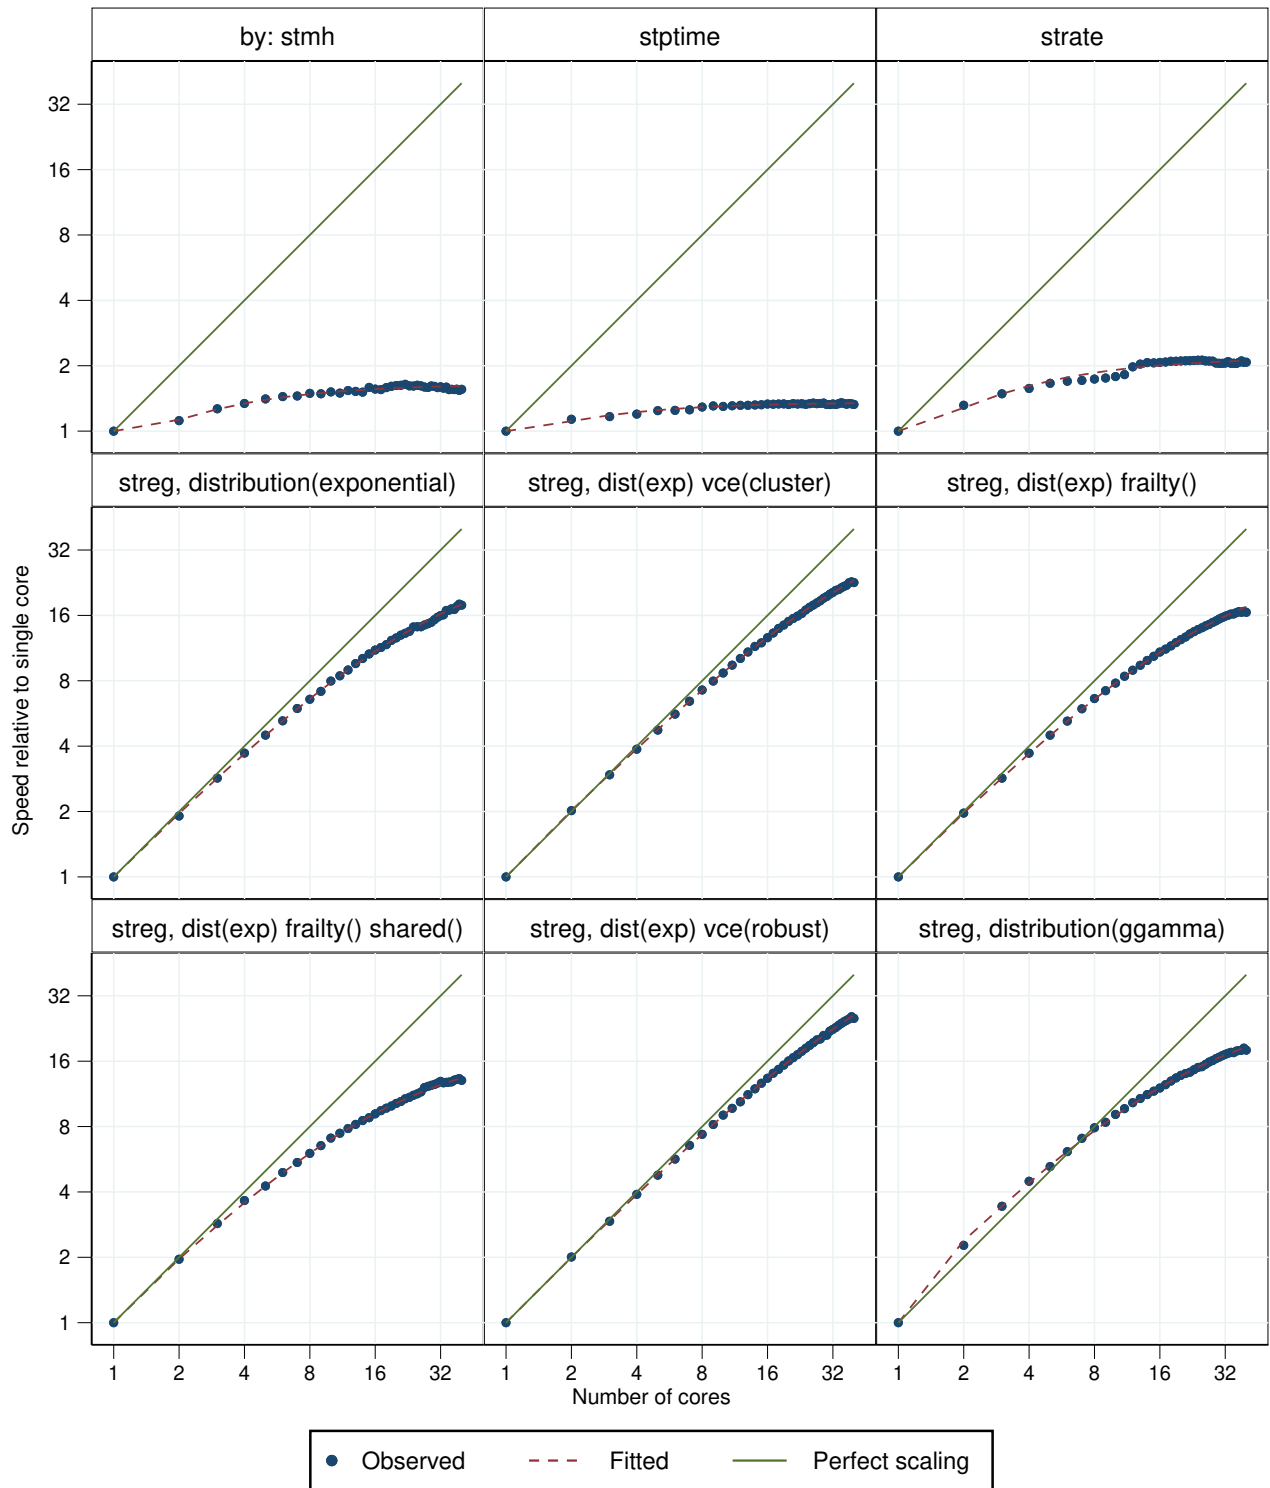 by: stmh
stptime
strate
32
16
8
4
2
1
streg, distribution(exponential)
streg, dist(exp) vce(cluster)
streg, dist(exp) frailty()
32
16
8
4
2
1
Speed relative to single core
streg, dist(exp) frailty() shared()
streg, dist(exp) vce(robust)
streg, distribution(ggamma)
32
16
8
4
2
1
1 2 4 8 16 32
1 2 4 8 16 32
1 2 4 8 16 32
Number of cores
Observed
Fitted
Perfect scaling